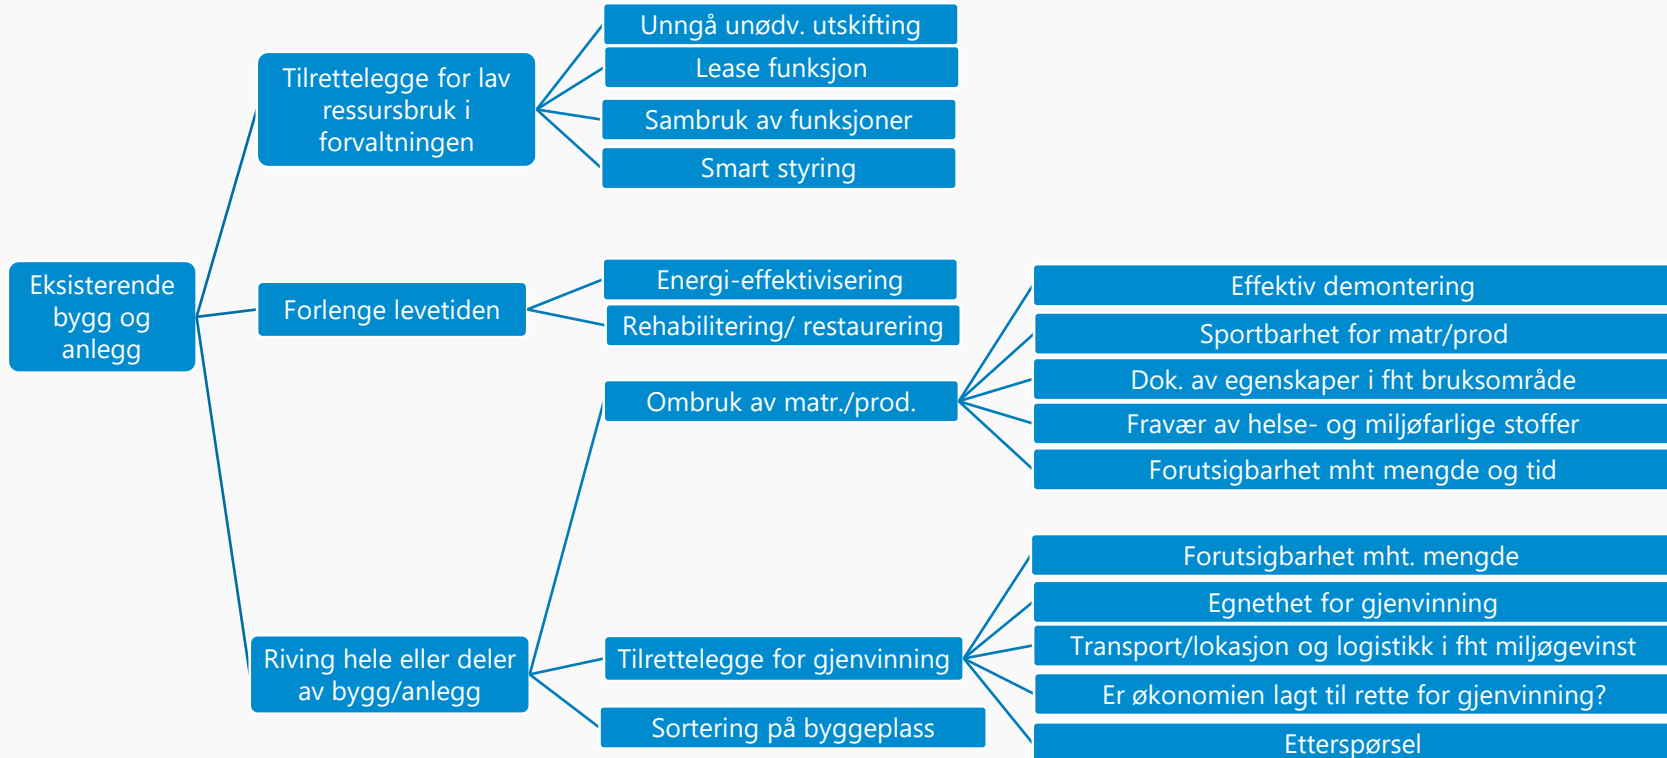 Eksisterende
bygg og
anlegg
Tilrettelegge for lav
ressursbruk i
forvaltningen
Unngå unødv. utskifting
Lease funksjon
Sambruk av funksjoner
Smart styring
Forlenge levetiden
Energi-effektivisering
Rehabilitering/ restaurering
Riving hele eller deler
av bygg/anlegg
Ombruk av matr./prod.
Effektiv demontering
Sportbarhet for matr/prod
Dok. av egenskaper i fht bruksområde
Fravær av helse- og miljøfarlige stoffer
Forutsigbarhet mht mengde og tid
Tilrettelegge for gjenvinning
Forutsigbarhet mht. mengde
Egnethet for gjenvinning
Transport/lokasjon og logistikk i fht miljøgevinst
Er økonomien lagt til rette for gjenvinning?
Etterspørsel
Sortering på byggeplass